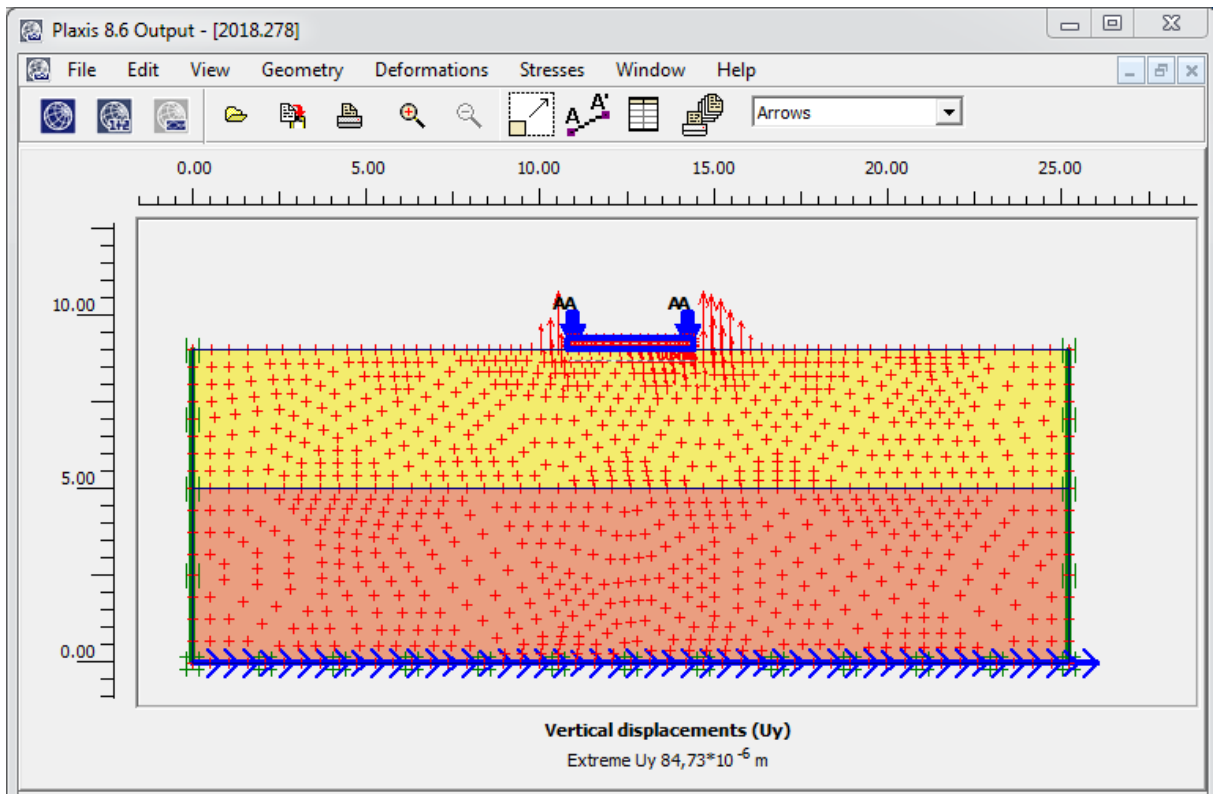 Plaxis 8.6 Output - [2018.278]
File Edit View Geometry Deformations Stresses Window Help
1+2 A A' Arrows
0.00 5.00 10.00 15.00 20.00 25.00
10.00
AA AA
5.00
0.00
Vertical displacements (Uy)
Extreme Uy 84,73*10 -6 m